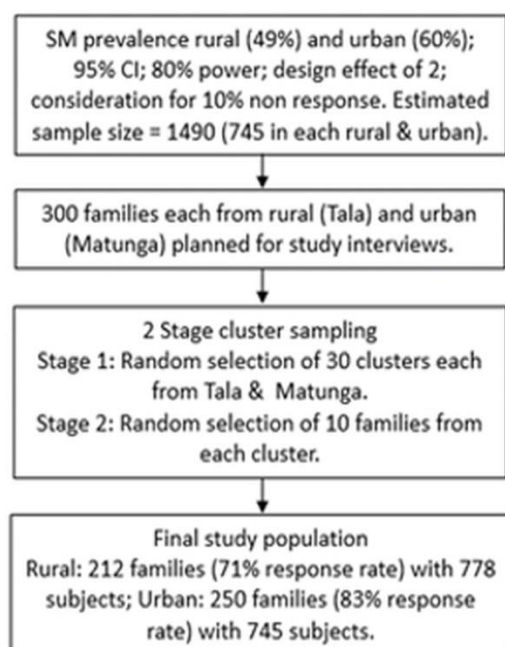 SM prevalence rural (49%) and urban (60%);
95% CI; 80% power; design effect of 2;
consideration for 10% non response. Estimated
sample size = 1490 (745 in each rural & urban).
300 families each from rural (Tala) and urban
(Matunga) planned for study interviews.
2 Stage cluster sampling
Stage 1: Random selection of 30 clusters each
from Tala & Matunga.
Stage 2: Random selection of 10 families from
each cluster.
Final study population
Rural: 212 families (71% response rate) with 778
subjects; Urban: 250 families (83% response
rate) with 745 subjects.